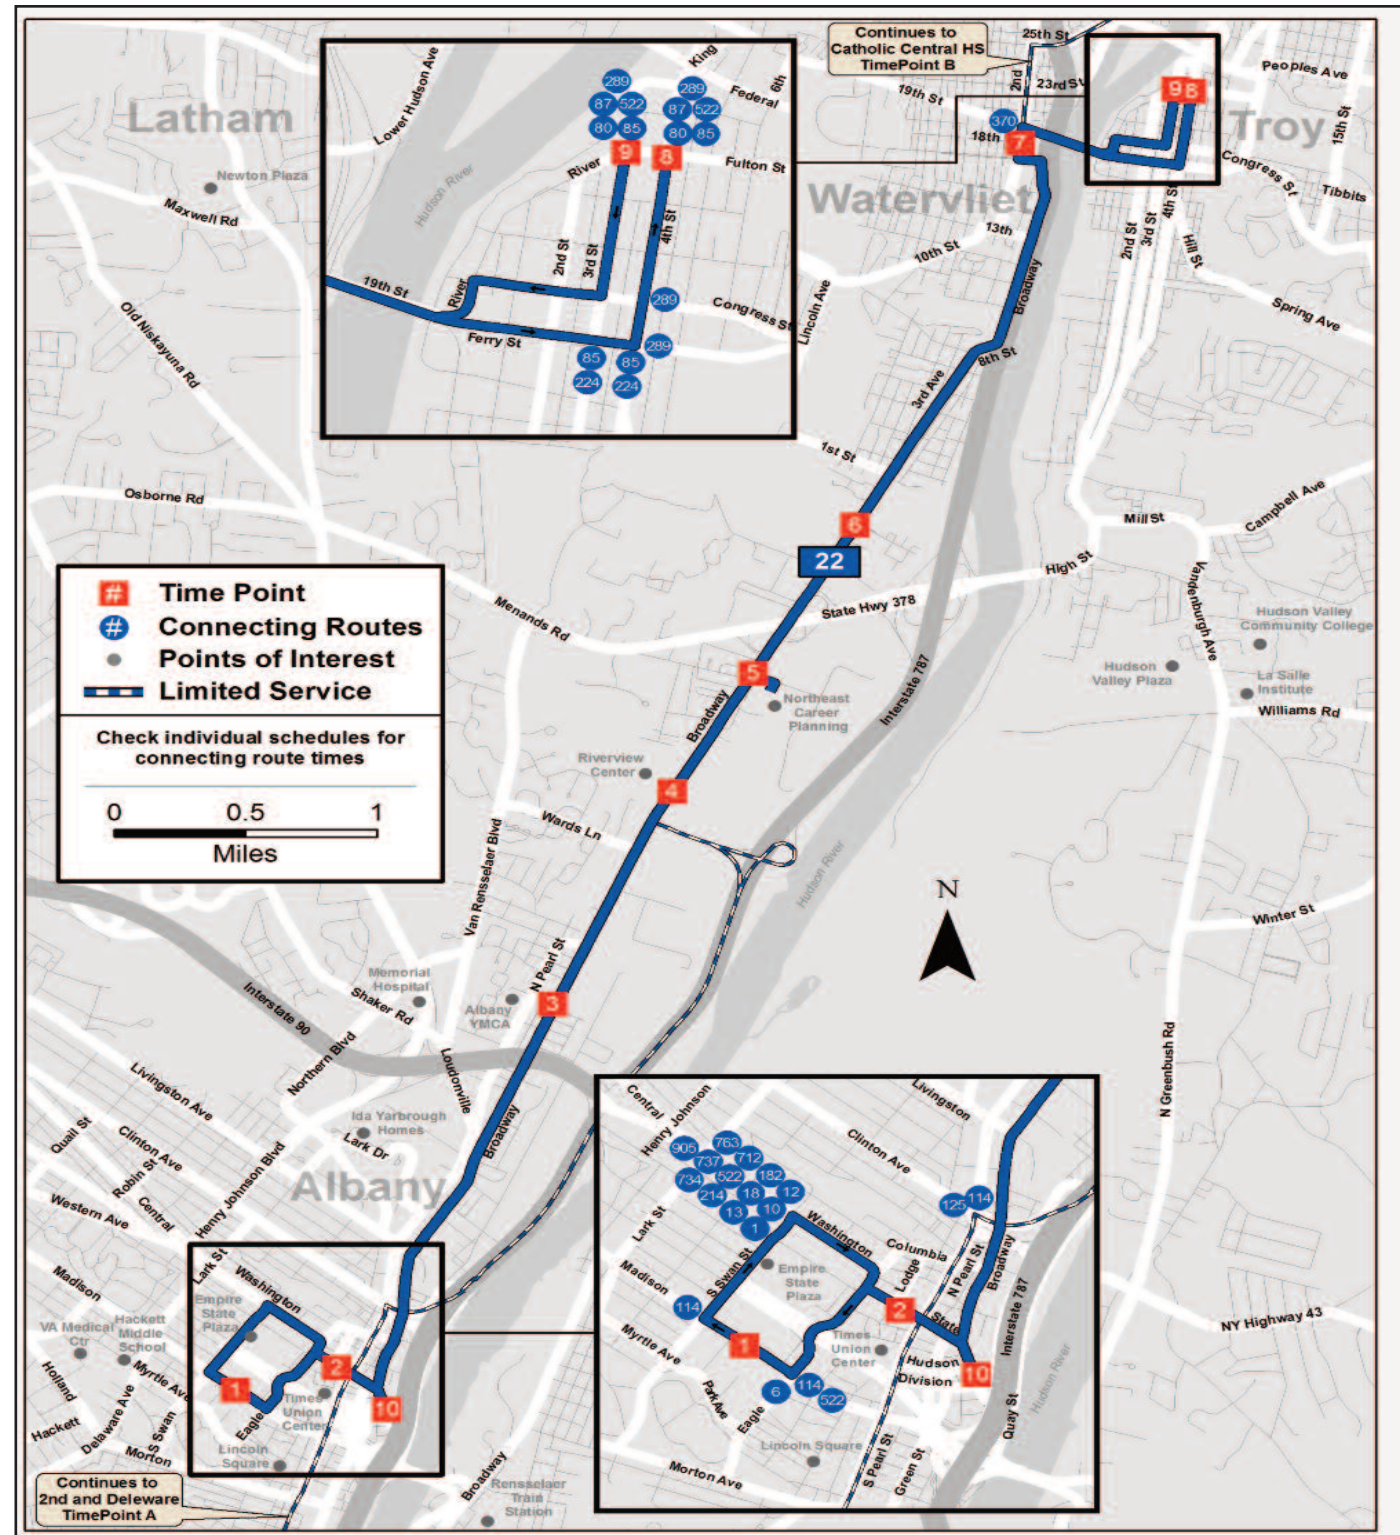 Continues to
Catholic Central HS
TimePoint B
25th St
2nd
23rd St
19th St
Peoples Ave
15th St
98
Troy
370
18th
7
Congress St
Tibbits
Watervliet
13th
10th St
Broadway
2nd St
3rd St
4th St
Hill St
Spring Ave
Lincoln Ave
8th St
3rd Ave
1st St
Latham
Newton Plaza
Maxwell Rd
Lower Hudson Ave
Hudson River
King
6th
Federal
289
289
87
522
87
522
80
85
80
85
9
8
River
Fulton St
4th St
2nd St
3rd St
19th St
River
289
Congress St
Ferry St
289
85
85
224
224
Old Niskayuna Rd
Osborne Rd
6
22
Mill St
Campbell Ave
High St
State Hwy 378
Vandenburgh Ave
Menands Rd
Hudson Valley
Community College
Hudson
Valley Plaza
La Salle
Institute
Williams Rd
#
Time Point
#
Connecting Routes
Points of Interest
Limited Service
Check individual schedules for
connecting route times
0
0.5
1
Miles
5
Broadway
Northeast
Career
Planning
Interstate 787
Riverview
Center
4
Wards Ln
Van Rensselaer Blvd
Hudson River
N
Winter St
N Pearl St
Memorial
Hospital
Shaker Rd
Albany
YMCA
3
Interstate 90
Northern Blvd
Loudonville
N Greenbush Rd
Livingston Ave
Quail St
Clinton Ave
Robin St
Central
Western Ave
Ida Yarbrough
Homes
Lark Dr
Broadway
Albany
Henry Johnson Blvd
Lark St
Washington
Madison
Empire
State
Plaza
VA Medical
Ctr
Hackett
Middle
School
Myrtle Ave
Holland
Hackett
Delaware Ave
S Swan
Morton
1
2
10
Times
Union
Center
Eagle
Lincoln
Square
Continues to
2nd and Deleware
TimePoint A
Broadway
Rensselaer
Train
Station
NY Highway 43
Central
Henry Johnson
Livingston
Clinton Ave
905
763
737
712
734
522
182
214
18
12
13
10
1
125
114
Lark St
Washington
Columbia
Lodge
N Pearl St
Broadway
Madison
S Swan St
Empire
State
Plaza
114
1
2
State
Interstate 787
Myrtle Ave
Times
Union
Center
Hudson
Division
10
Hudson River
6
114
522
Park Ave
Eagle
Lincoln Square
Quay St
S Pearl St
Green St
Morton Ave